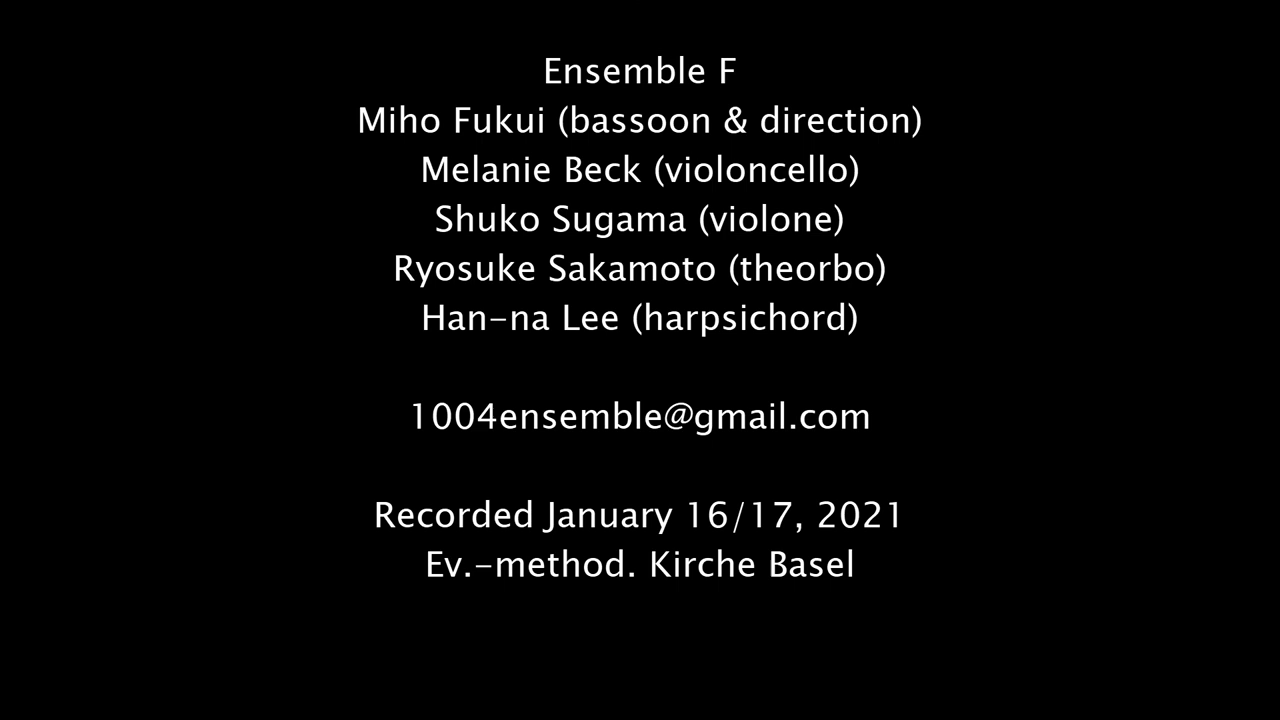 Ensemble F
Miho Fukui (bassoon & direction)
Melanie Beck (violoncello)
Shuko Sugama (violone)
Ryosuke Sakamoto (theorbo)
Han-na Lee (harpsichord)
1004ensemble@gmail.com
Recorded January 16/17, 2021
Ev.-method. Kirche Basel